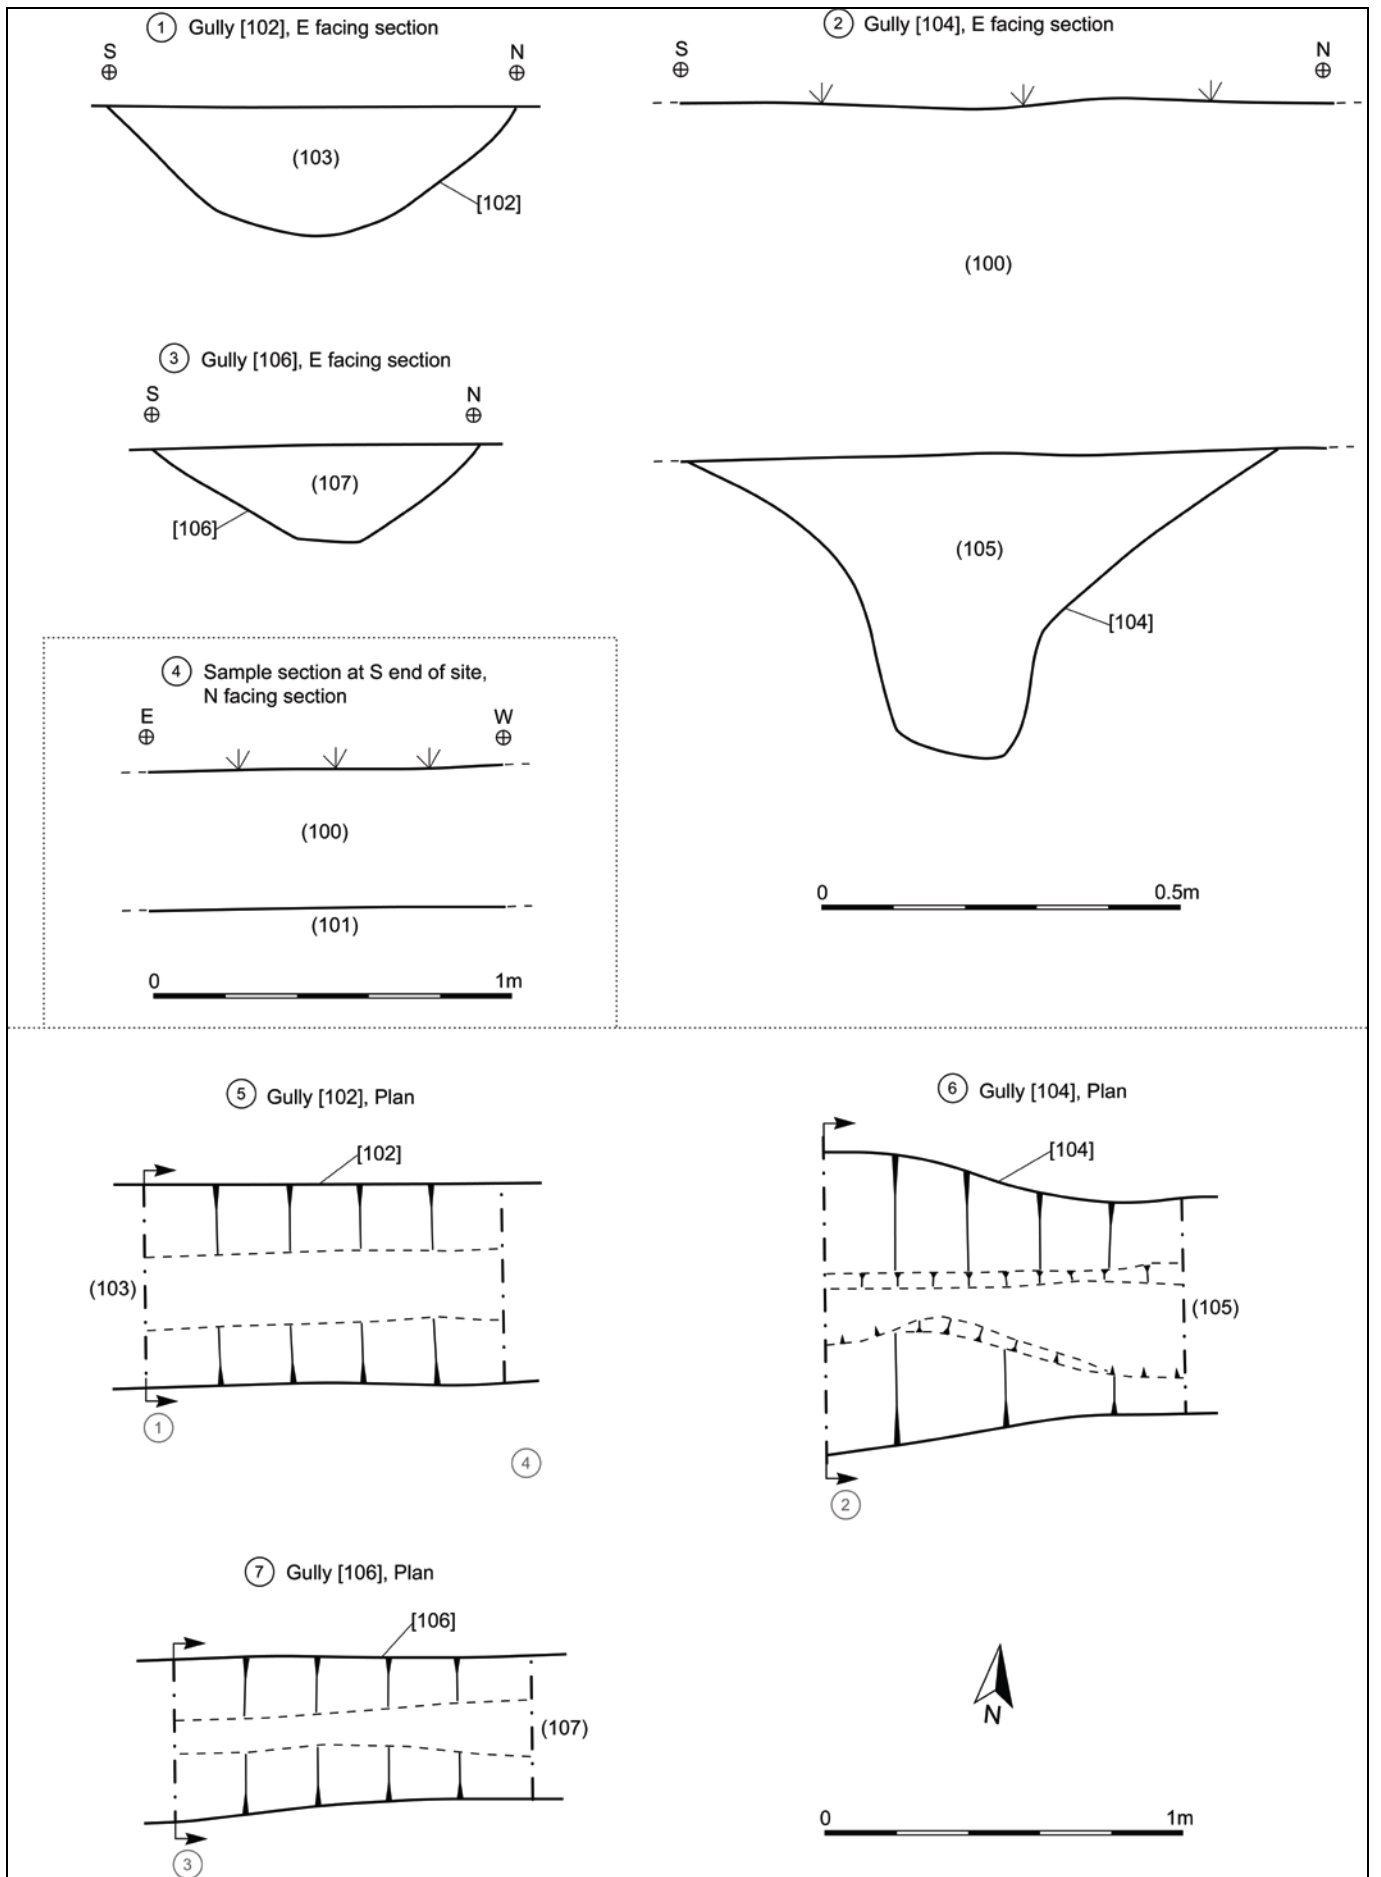 1 Gully [102], E facing section
S N
(103)
[102]
2 Gully [104], E facing section
S N
(100)
(105)
[104]
0 0.5m
3 Gully [106], E facing section
S N
(107)
[106]
4 Sample section at S end of site,
N facing section
E W
(100)
(101)
0 1m
5 Gully [102], Plan
[102]
(103)
1
4
6 Gully [104], Plan
[104]
(105)
2
7 Gully [106], Plan
[106]
(107)
3
N
0 1m